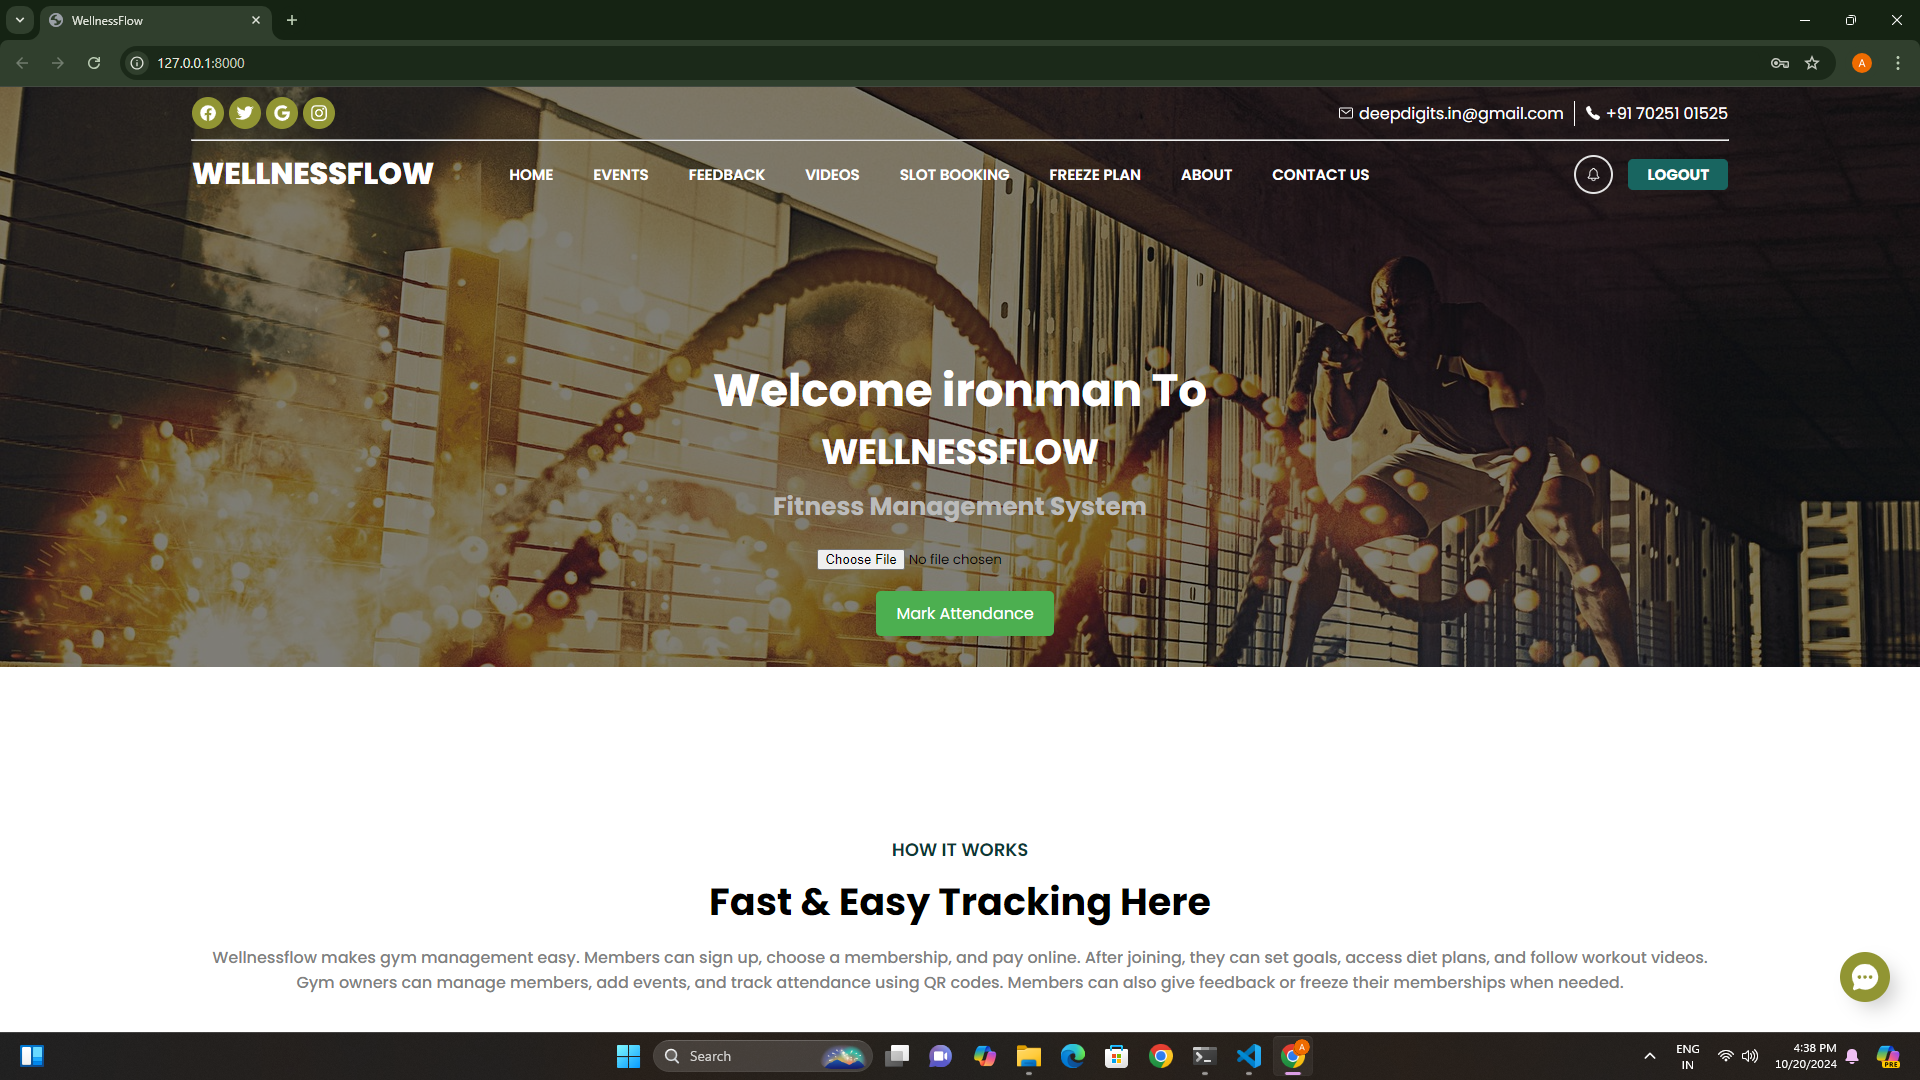 WellnessFlow
127.0.0.1:8000
deepdigits.in@gmail.com
+91 70251 01525
WELLNESSFLOW
HOME
EVENTS
FEEDBACK
VIDEOS
SLOT BOOKING
FREEZE PLAN
ABOUT
CONTACT US
LOGOUT
Welcome ironman To
WELLNESSFLOW
Fitness Management System
Choose File No file chosen
Mark Attendance
HOW IT WORKS
Fast & Easy Tracking Here
Wellnessflow makes gym management easy. Members can sign up, choose a membership, and pay online. After joining, they can set goals, access diet plans, and follow workout videos.
Gym owners can manage members, add events, and track attendance using QR codes. Members can also give feedback or freeze their memberships when needed.
Search
ENG
IN
4:38 PM
10/20/2024
A
A
PRE